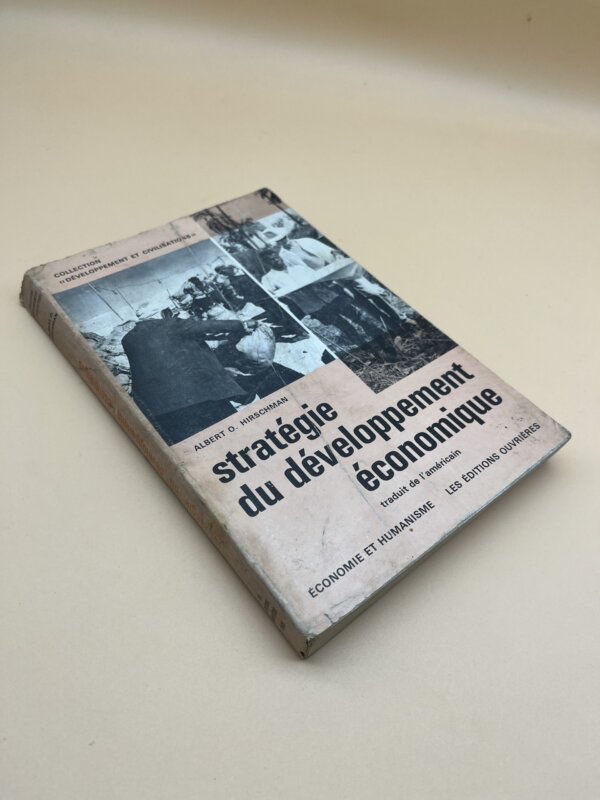 COLLECTION
"DÉVELOPPEMENT ET CIVILISATIONS"
ALBERT O. HIRSCHMAN
stratégie
du développement
économique
traduit de l'américain
ÉCONOMIE ET HUMANISME LES ÉDITIONS OUVRIÈRES